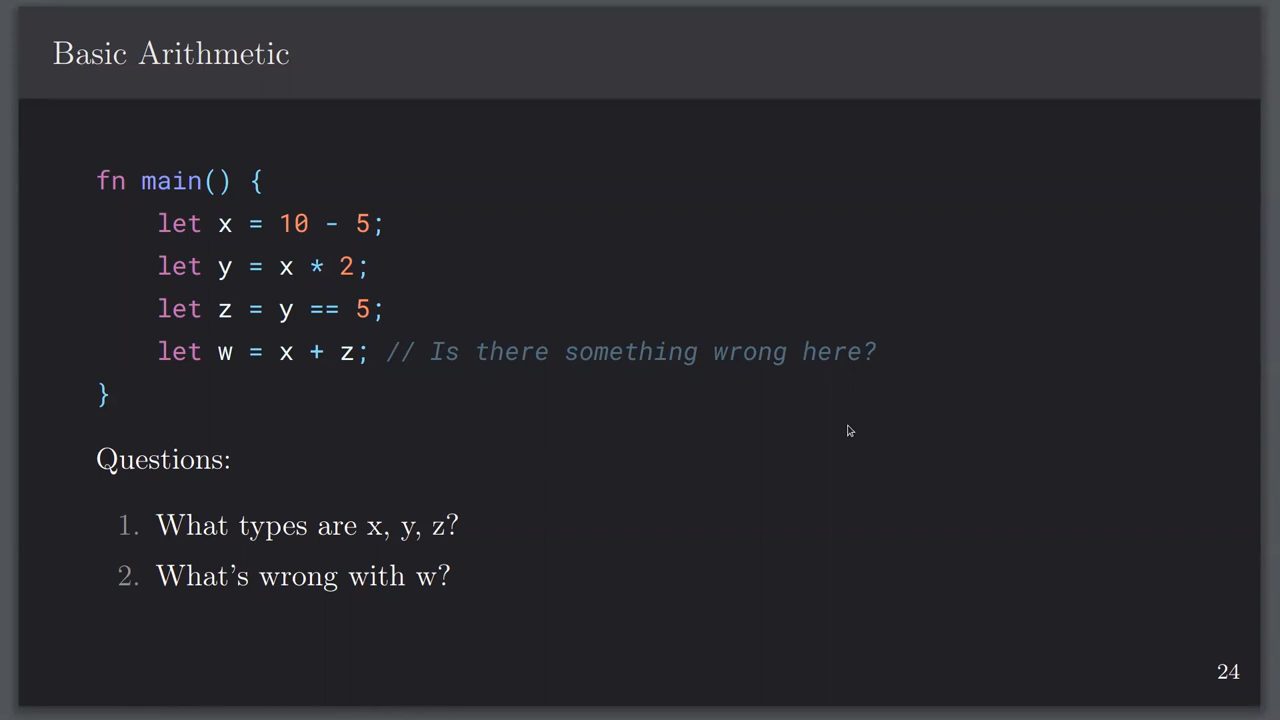 Basic Arithmetic
fn main() {
    let x = 10 - 5;
    let y = x * 2;
    let z = y == 5;
    let w = x + z; // Is there something wrong here?
}
Questions:
1. What types are x, y, z?
2. What's wrong with w?
24